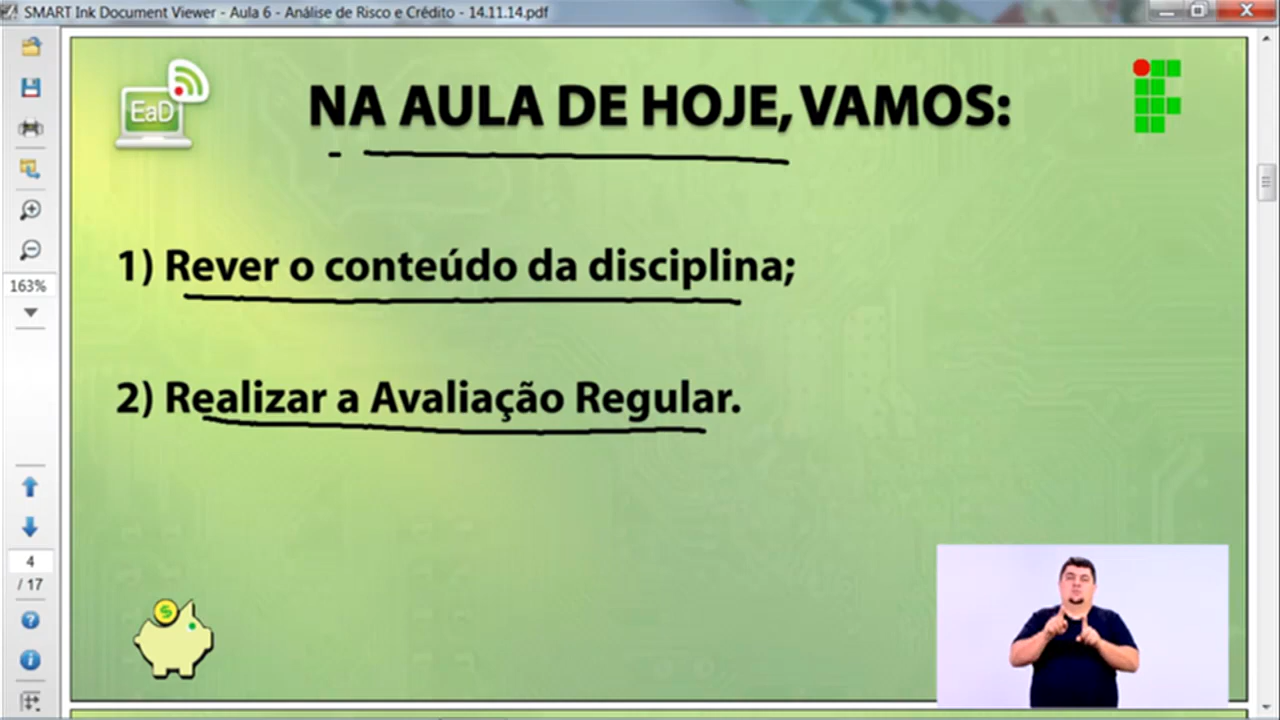 SMART Ink Document Viewer - Aula 6 - Análise de Risco e Crédito - 14.11.14.pdf
EaD
NA AULA DE HOJE, VAMOS:
1) Rever o conteúdo da disciplina;
163%
2) Realizar a Avaliação Regular.
4
/ 17
$